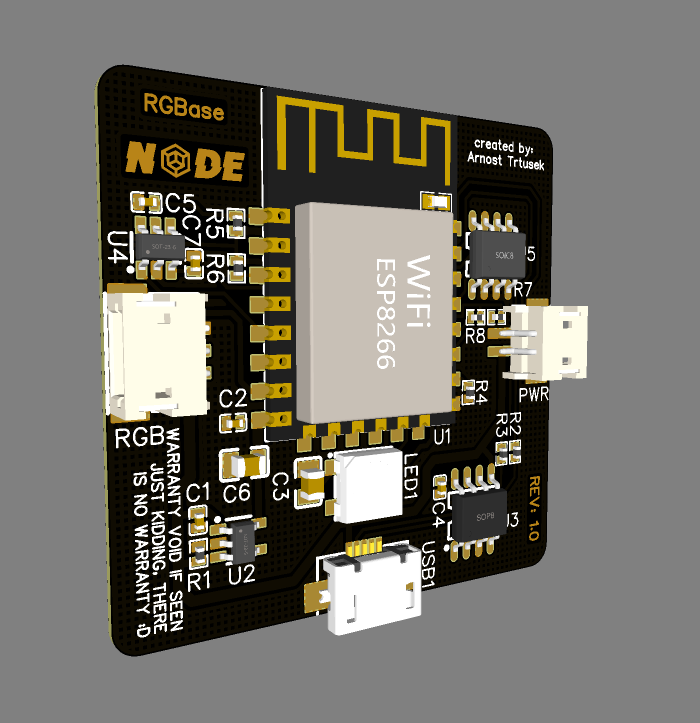 RGBase
NODE
created by:
Arnost Trtusek
C5
C7
U4
R5
R6
WiFi
ESP8266
SOIC8
U5
R7
R8
PWR
R4
R2
R3
RGB
C2
U1
C6
C3
LED1
C4
SOP8
U3
REV: 1.0
C1
R1
U2
USB1
WARRANTY VOID IF SEEN
JUST KIDDING, THERE
IS NO WARRANTY :D